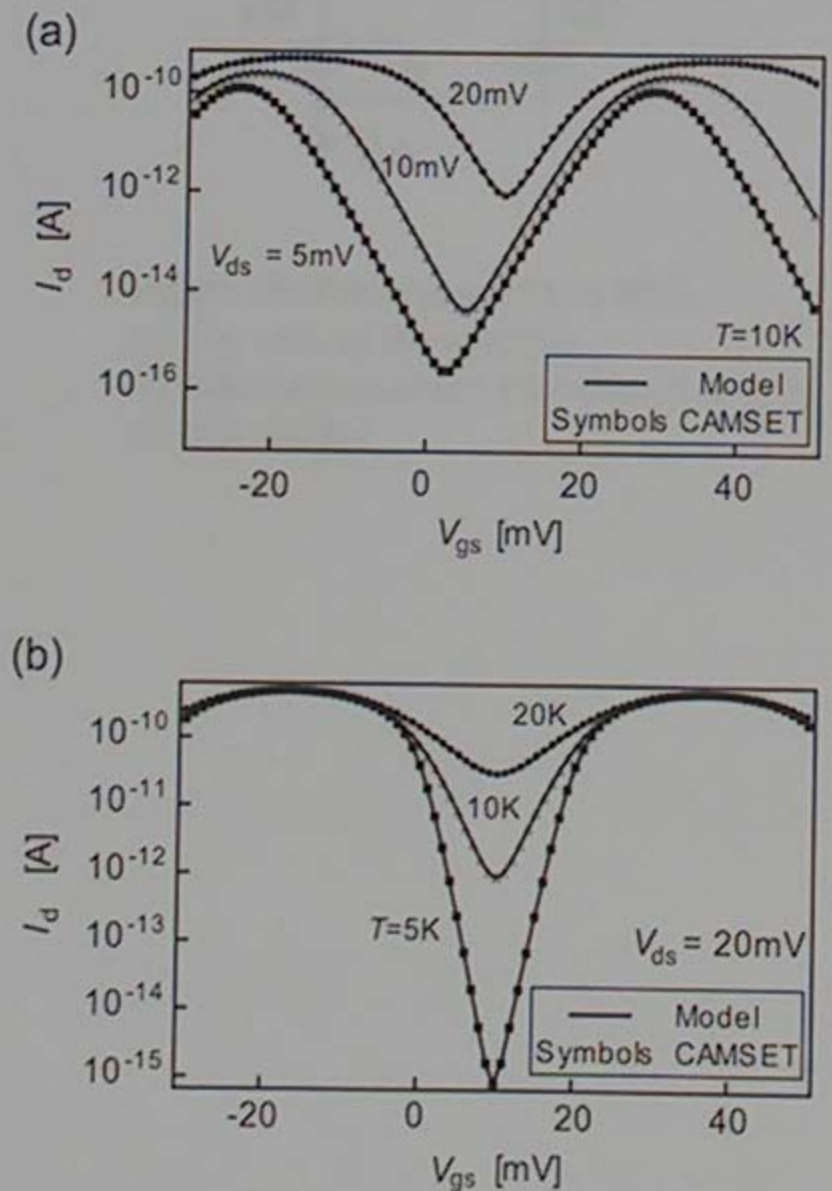 (a)
10⁻¹⁰
10⁻¹²
10⁻¹⁴
10⁻¹⁶
I_d [A]
20mV
10mV
V_ds = 5mV
T=10K
Model
Symbols CAMSET
-20 0 20 40
V_gs [mV]
(b)
10⁻¹⁰
10⁻¹¹
10⁻¹²
10⁻¹³
10⁻¹⁴
10⁻¹⁵
I_d [A]
20K
10K
T=5K
V_ds = 20mV
Model
Symbols CAMSET
-20 0 20 40
V_gs [mV]